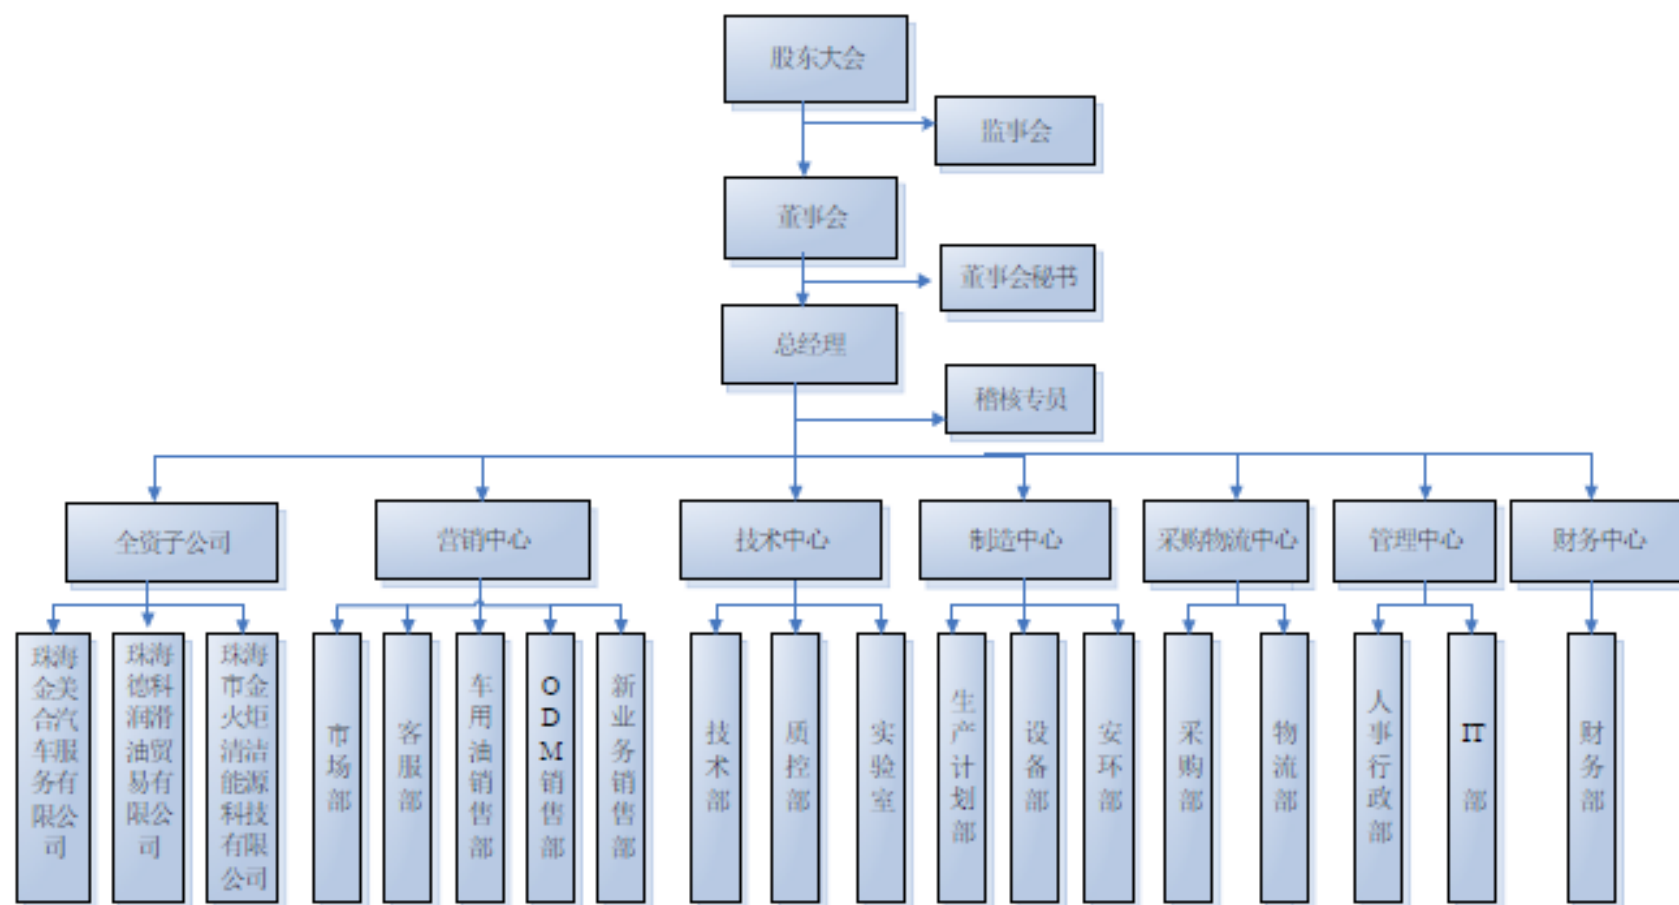 股东大会
监事会
董事会
董事会秘书
总经理
稽核专员
全资子公司
营销中心
技术中心
制造中心
采购物流中心
管理中心
财务中心
珠海
金美
合汽
车服
务有
限公
司
珠海
德科
润滑
油贸
易有
限公
司
珠海
市金
火炬
清洁
能源
科技
有限
公司
市场部
客服部
车用油销售部
ODM销售部
新业务销售部
技术部
质控部
实验室
生产计划部
设备部
安环部
采购部
物流部
人事行政部
IT部
财务部